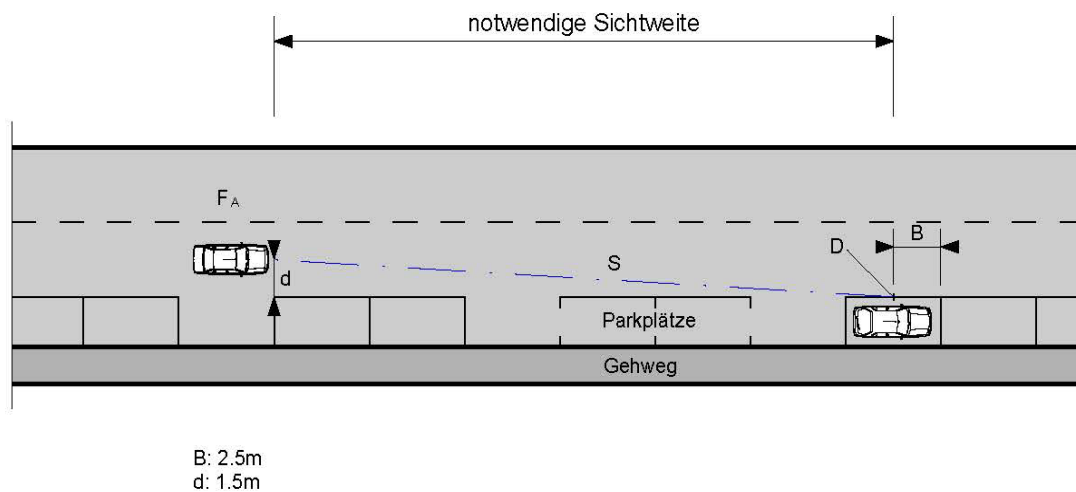 notwendige Sichtweite
F A
B
D
S
d
Parkplätze
Gehweg
B: 2.5m
d: 1.5m